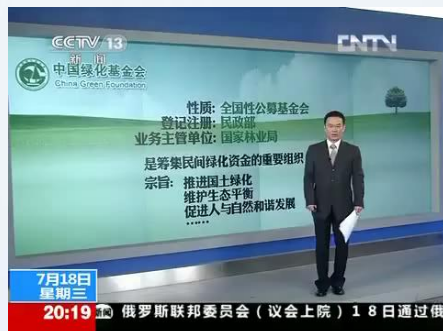 CCTV 13
新闻
CNTV
中国绿化基金会
China Green Foundation
性质：全国性公募基金会
登记注册：民政部
业务主管单位：国家林业局
是筹集民间绿化资金的重要组织
宗旨：推进国土绿化
维护生态平衡
促进人与自然和谐发展
……
7月18日
星期三
20:19
新闻
俄罗斯联邦委员会（议会上院）18日通过俄